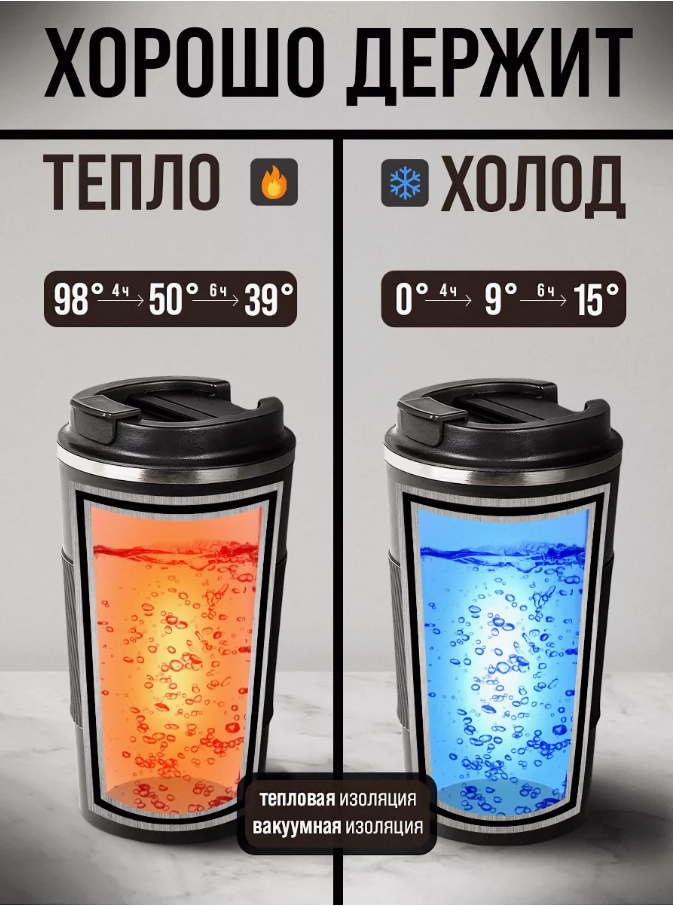 ХОРОШО ДЕРЖИТ
ТЕПЛО
98° 4ч 50° 6ч 39°
ХОЛОД
0° 4ч 9° 6ч 15°
тепловая изоляция
вакуумная изоляция